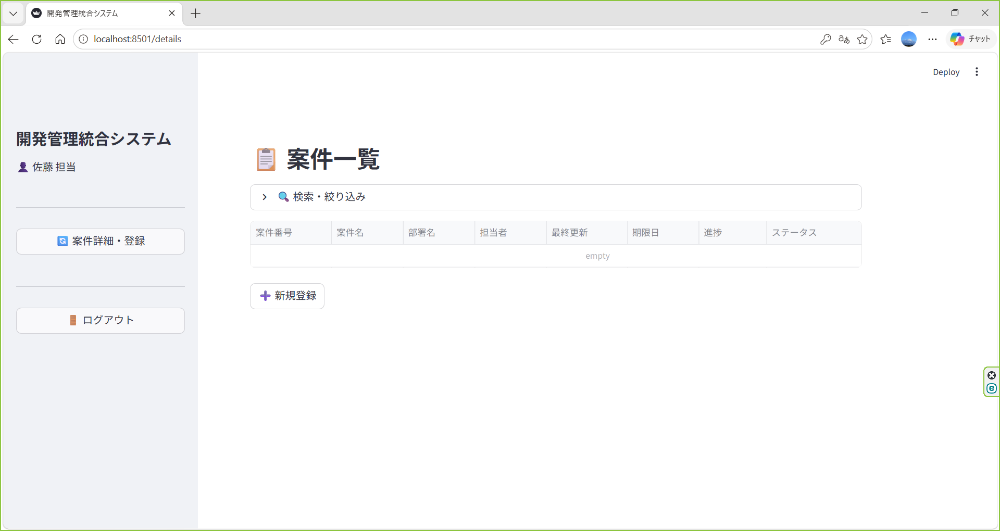 開発管理統合システム
localhost:8501/details
チャット
Deploy
開発管理統合システム
佐藤 担当
案件詳細・登録
ログアウト
案件一覧
検索・絞り込み
案件番号 案件名 部署名 担当者 最終更新 期限日 進捗 ステータス
empty
新規登録